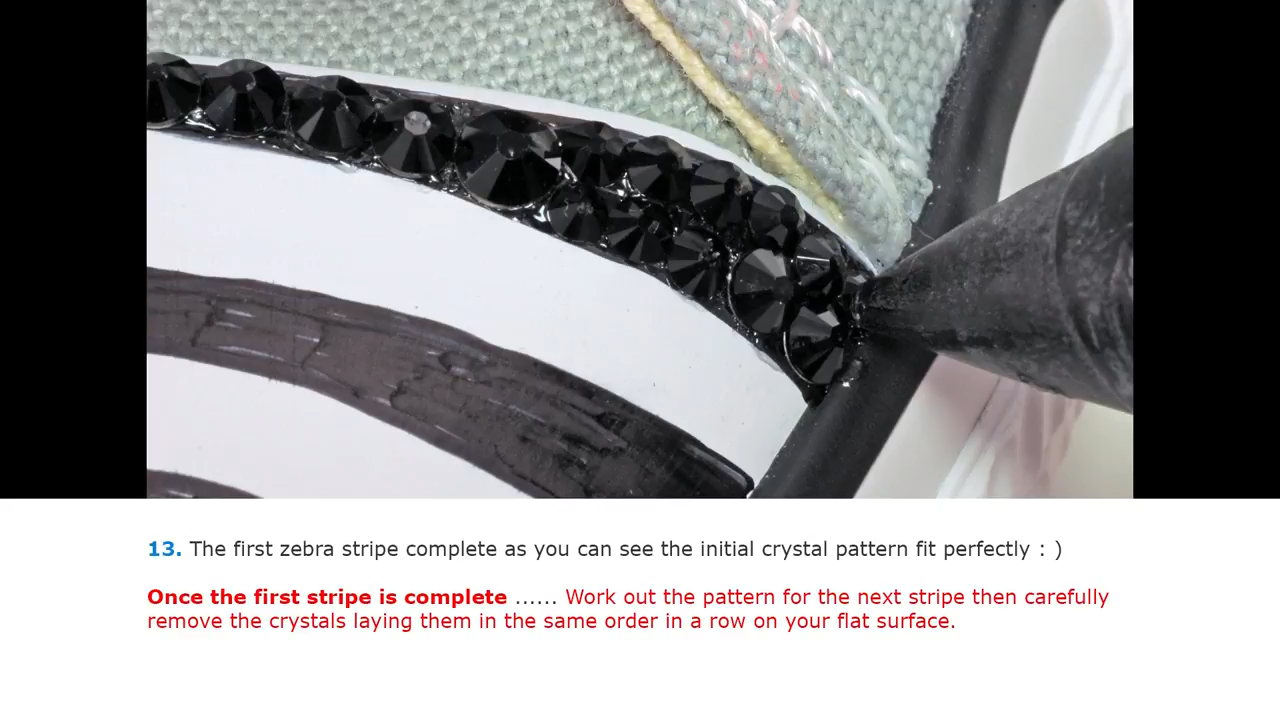 13. The first zebra stripe complete as you can see the initial crystal pattern fit perfectly : )
Once the first stripe is complete ...... Work out the pattern for the next stripe then carefully
remove the crystals laying them in the same order in a row on your flat surface.